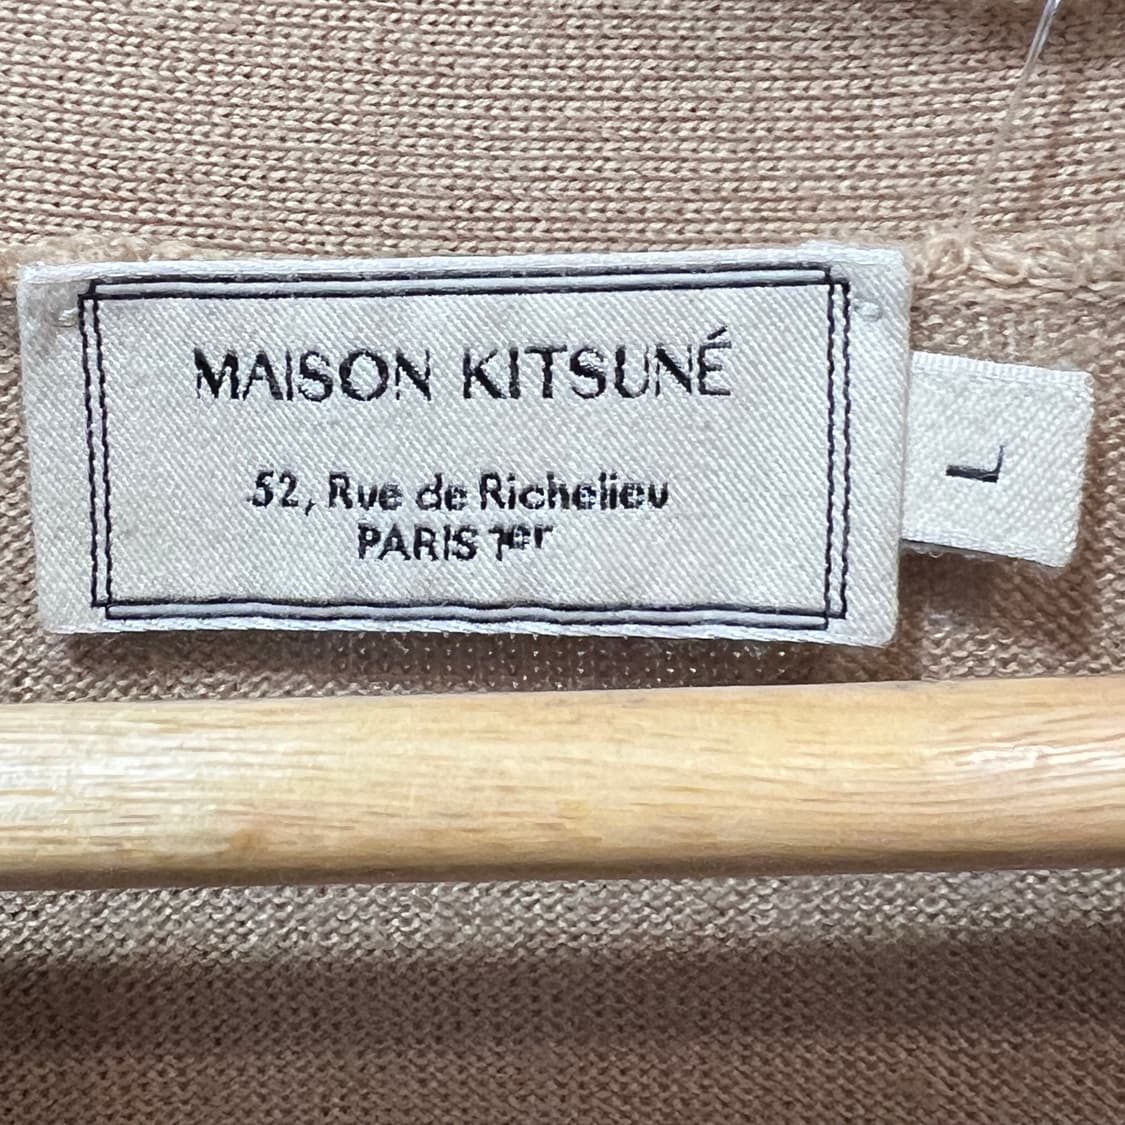 MAISON KITSUNÉ
52, Rue de Richelieu
PARIS 1er
L